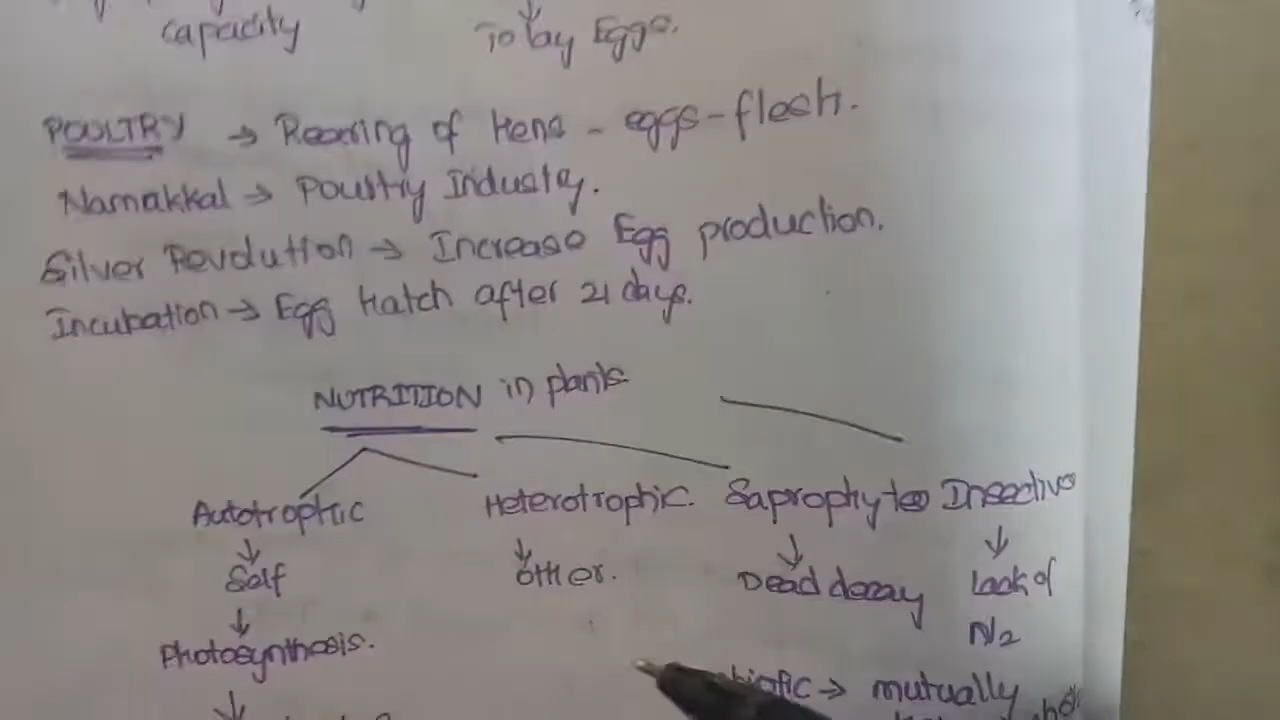 capacity To lay Eggs.
POULTRY → Rearing of Hens - eggs - flesh.
Namakkal → Poultry Industry.
Silver Revolution → Increase Egg production.
Incubation → Egg Hatch after 21 days.
NUTRITION in plants
Autotrophic Heterotrophic. Saprophytes Insective
↓ ↓ ↓ ↓
Self other. Dead decay Lack of
↓ N2
Photosynthesis.
↓ → mutually